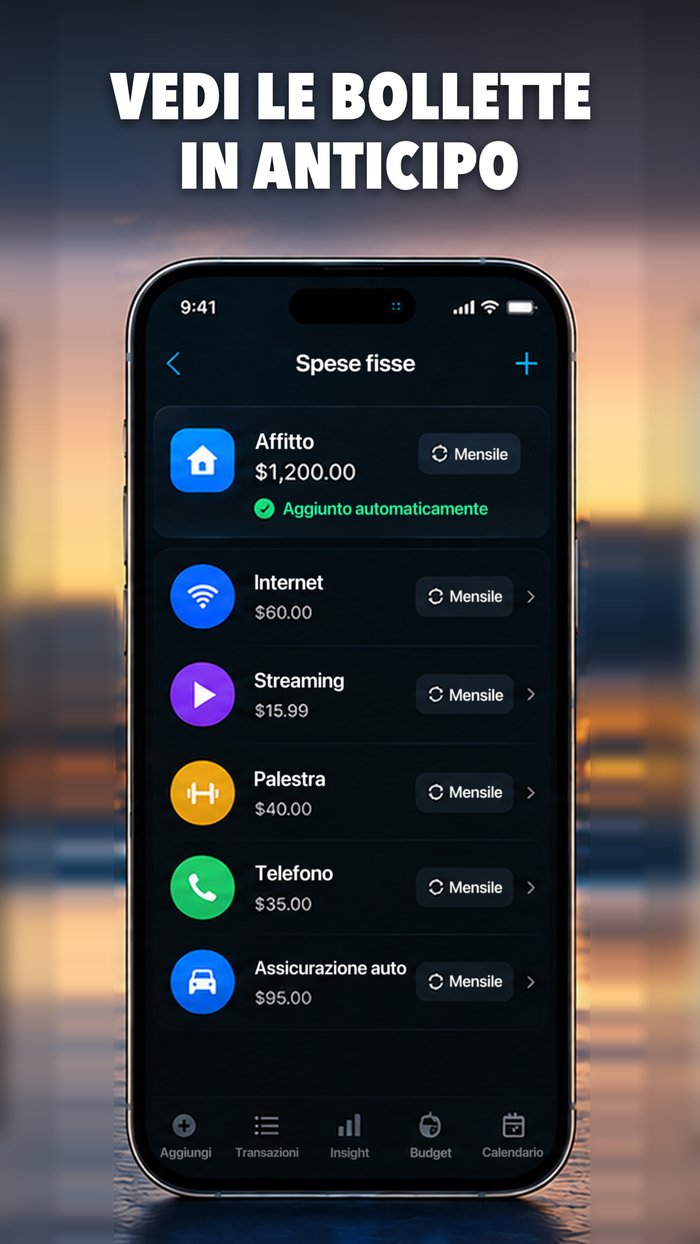 VEDI LE BOLLETTE
IN ANTICIPO
9:41
Spese fisse
Affitto
$1,200.00
Mensile
Aggiunto automaticamente
Internet
$60.00
Mensile
Streaming
$15.99
Mensile
Palestra
$40.00
Mensile
Telefono
$35.00
Mensile
Assicurazione auto
$95.00
Mensile
Aggiungi
Transazioni
Insight
Budget
Calendario